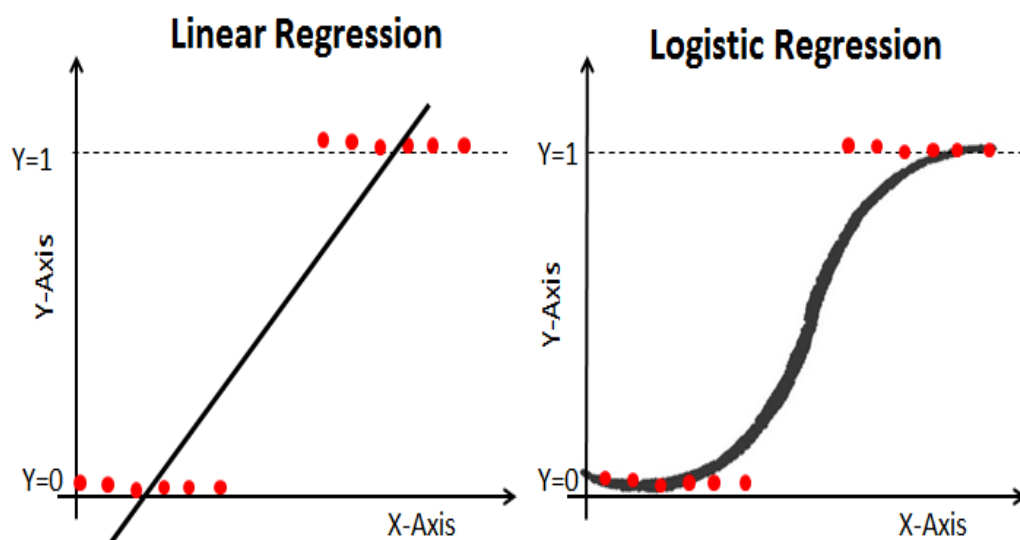 Linear Regression
Y=1
Y-Axis
Y=0
X-Axis
Logistic Regression
Y=1
Y-Axis
Y=0
X-Axis